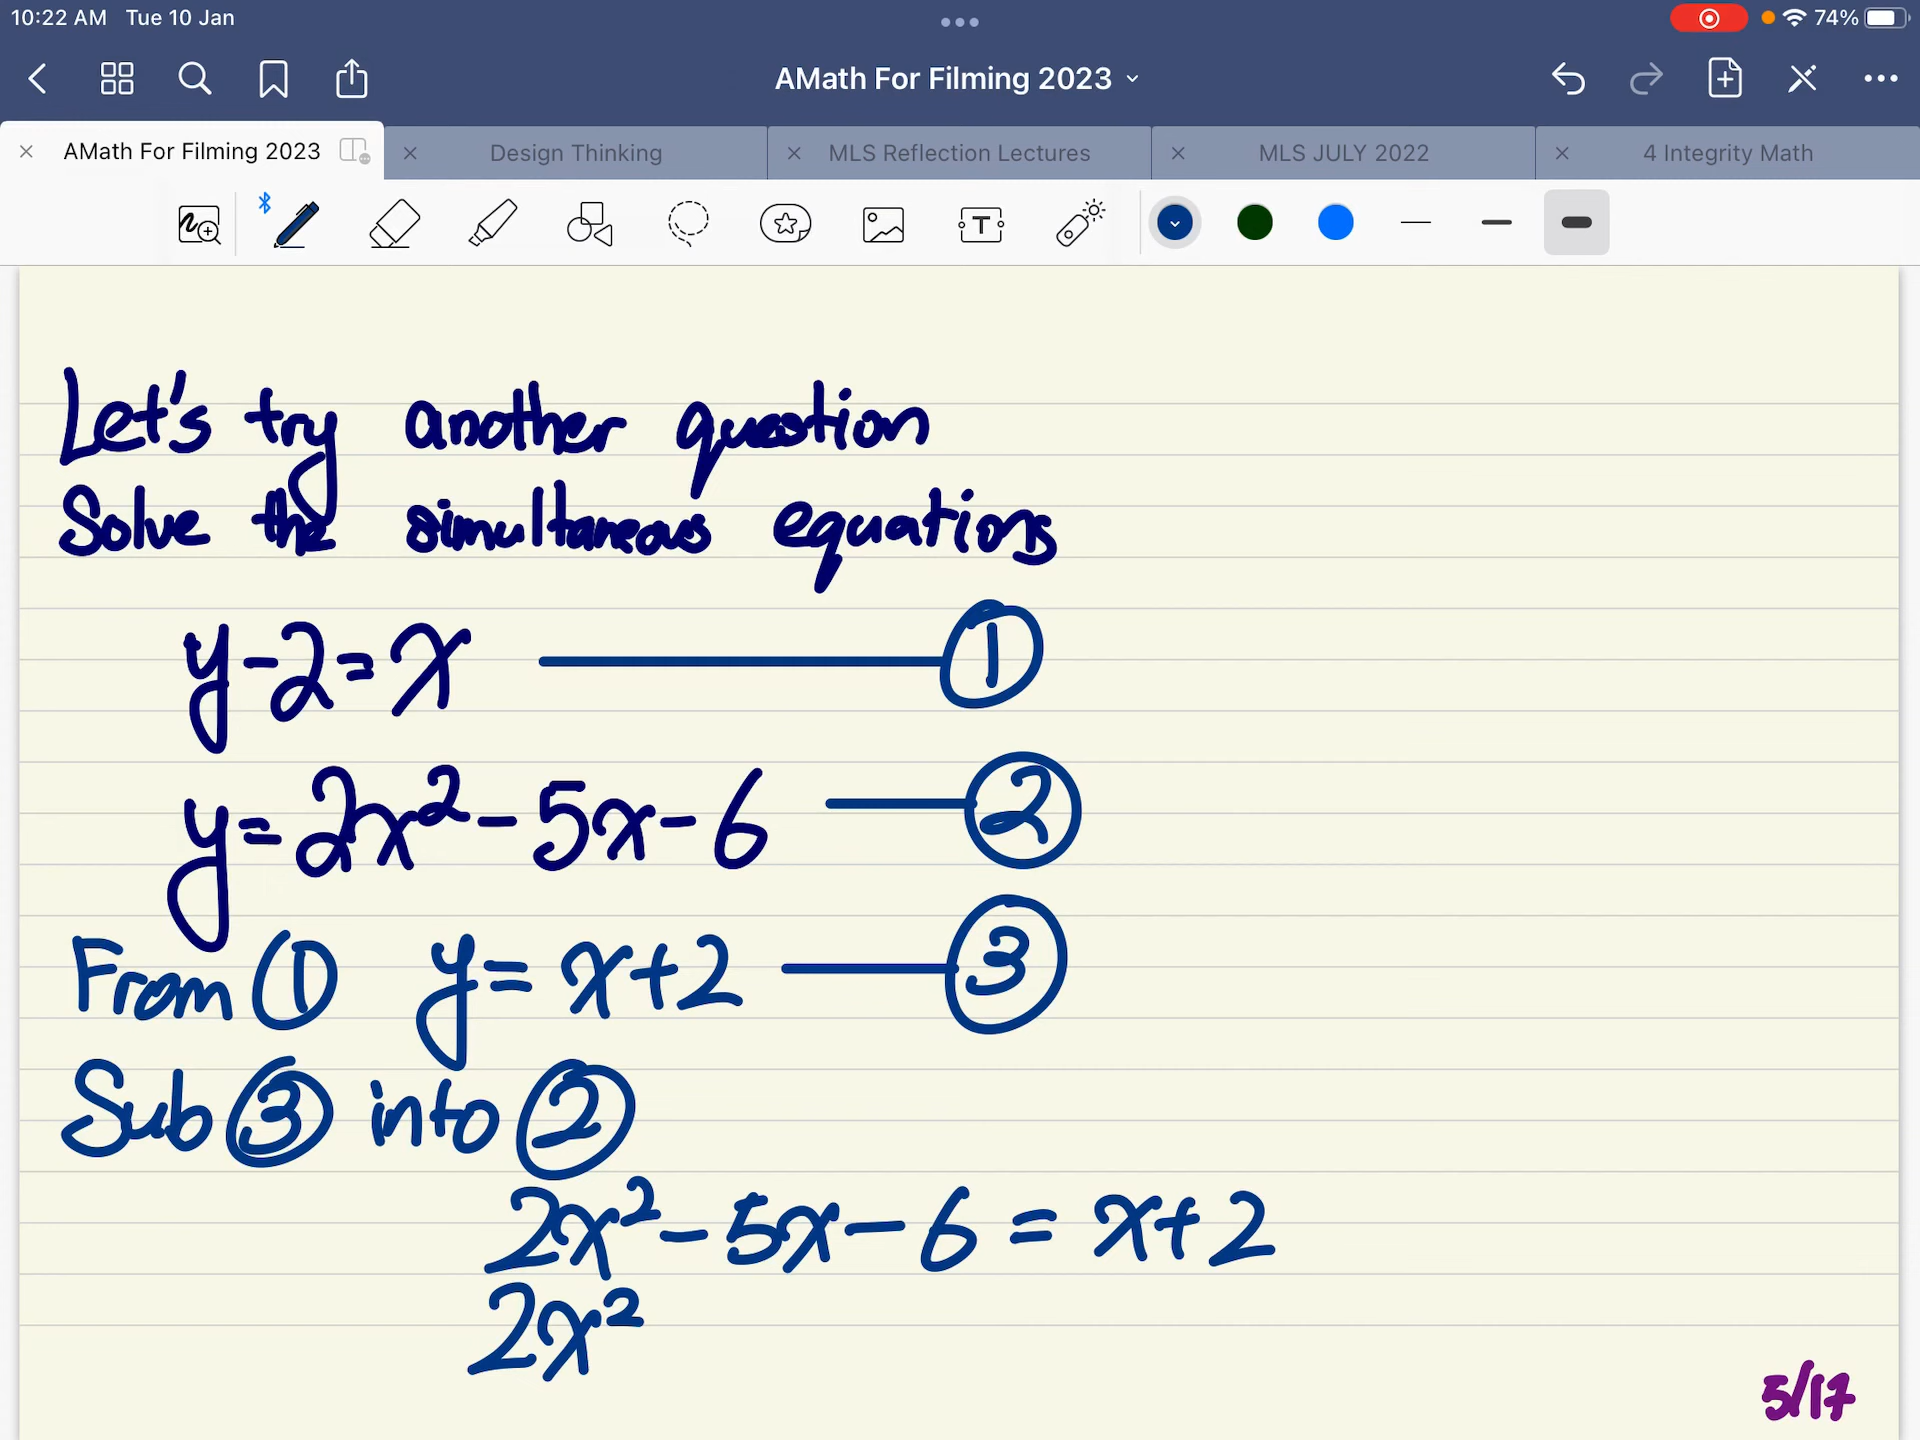 10:22 AM Tue 10 Jan 74%
AMath For Filming 2023
AMath For Filming 2023 Design Thinking MLS Reflection Lectures MLS JULY 2022 4 Integrity Math
T
Let's try another question
Solve the simultaneous equations
y-2=x ①
y=2x²-5x-6 ②
From ① y=x+2 ③
Sub ③ into ②
2x²-5x-6=x+2
2x²
5/17